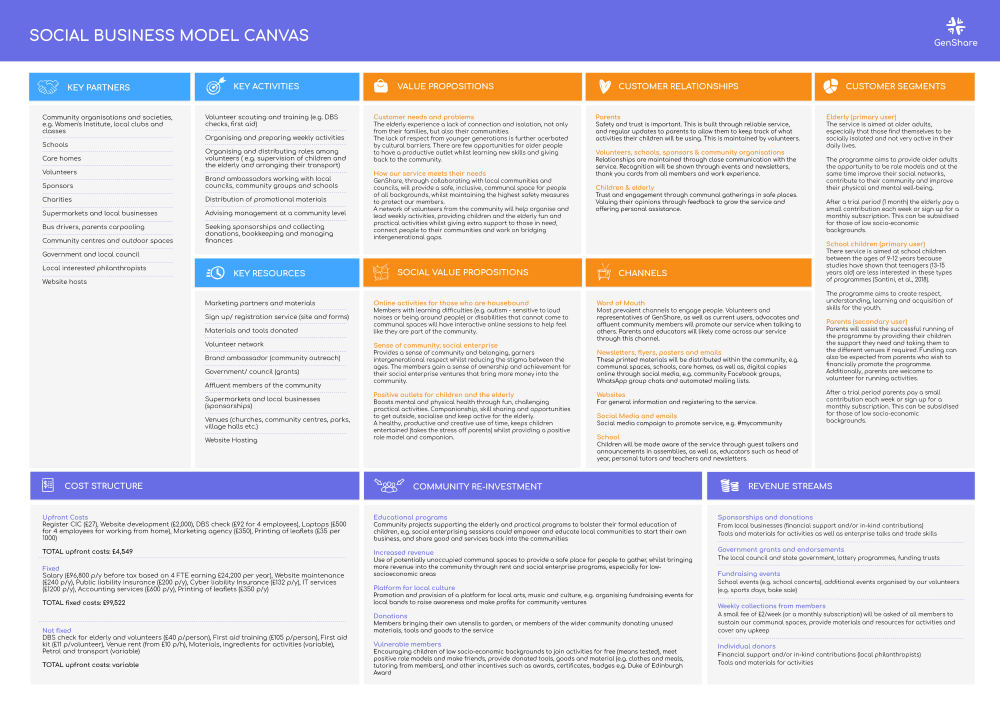 SOCIAL BUSINESS MODEL CANVAS
GenShare
KEY PARTNERS
Community organisations and societies,
e.g. Women's Institute, local clubs and
classes
Schools
Care homes
Volunteers
Sponsors
Charities
Supermarkets and local businesses
Bus drivers, parents carpooling
Community centres and outdoor spaces
Government and local council
Local interested philanthropists
Website hosts
KEY ACTIVITIES
Volunteer scouting and training (e.g. DBS
checks, first aid)
Organising and preparing weekly activities
Organising and distributing roles among
volunteers ( e.g. supervision of children and
the elderly and arranging their transport)
Brand ambassadors working with local
councils, community groups and schools
Distribution of promotional materials
Advising management at a community level
Seeking sponsorships and collecting
donations, bookkeeping and managing
finances
KEY RESOURCES
Marketing partners and materials
Sign up/ registration service (site and forms)
Materials and tools donated
Volunteer network
Brand ambassador (community outreach)
Government/ council (grants)
Affluent members of the community
Supermarkets and local businesses
(sponsorships)
Venues (churches, community centres, parks,
village halls etc.)
Website Hosting
VALUE PROPOSITIONS
Customer needs and problems
The elderly experience a lack of connection and isolation, not only
from their families, but also their communities.
The lack of respect from younger generations is further acerbated
by cultural barriers. There are few opportunities for older people
to have a productive outlet whilst learning new skills and giving
back to the community.
How our service meets their needs
GenShare, through collaborating with local communities and
councils, will provide a safe, inclusive, communal space for people
of all backgrounds, whilst maintaining the highest safety measures
to protect our members.
A network of volunteers from the community will help organise and
lead weekly activities, providing children and the elderly fun and
practical activities whilst giving extra support to those in need,
connect people to their communities and work on bridging
intergenerational gaps.
SOCIAL VALUE PROPOSITIONS
Online activities for those who are housebound
Members with learning difficulties (e.g. autism - sensitive to loud
noises or being around people) or disabilities that cannot come to
communal spaces will have interactive online sessions to help feel
like they are part of the community.
Sense of community; social enterprise
Provides a sense of community and belonging, garners
intergenerational respect whilst reducing the stigma between the
ages. The members gain a sense of ownership and achievement for
their social enterprise ventures that bring more money into the
community.
Positive outlets for children and the elderly
Boosts mental and physical health through fun, challenging
practical activities. Companionship, skill sharing and opportunities
to get outside, socialise and keep active for the elderly.
A healthy, productive and creative use of time, keeps children
entertained (takes the stress off parents) whilst providing a positive
role model and companion.
CUSTOMER RELATIONSHIPS
Parents
Safety and trust is important. This is built through regular service,
and regular updates to parents to allow them to keep track of what
activities their children will be using. This is maintained by volunteers.
Volunteers, schools, sponsors & community organisations
Relationships are maintained through close communication with the
service. Recognition will be shown through events and newsletters,
thank you cards from all members and work experience.
Children & elderly
Trust and engagement through communal gatherings in safe places.
Valuing their opinions through feedback to grow the service and
offering personal assistance.
CHANNELS
Word of Mouth
Most prevalent channels to engage people. Volunteers and
representatives of GenShare, as well as current users, advocates and
affluent community members will promote our service when talking to
others. Parents and educators will likely come across our service
through this channel.
Newsletters, flyers, posters and emails
These printed materials will be distributed within the community, e.g.
communal spaces, schools, care homes, as well as, digital copies
online through social media, e.g. community Facebook groups,
WhatsApp group chats and automated mailing lists.
Websites
For general information and registering to the service.
Social Media and emails
Social media campaign to promote service, e.g. #mycommunity
School
Children will be made aware of the service through guest talkers and
announcements in assemblies, as well as, educators such as head of
year, personal tutors and teachers and newsletters.
CUSTOMER SEGMENTS
Elderly (primary user)
The service is aimed at older adults,
especially that those find themselves to be
socially isolated and not very active in their
daily lives.
The programme aims to provide older adults
the opportunity to be role models and at the
same time improve their social networks,
contribute to their community and improve
their physical and mental well-being.
After a trial period (1 month) the elderly pay a
small contribution each week or sign up for a
monthly subscription. This can be subsidised
for those of low socio-economic
backgrounds.
School children (primary user)
There service is aimed at school children
between the ages of 9-12 years because
studies have shown that teenagers (13-15
years old) are less interested in these types
of programmes (Santini, et al., 2018).
The programme aims to create respect,
understanding, learning and acquisition of
skills for the youth.
Parents (secondary user)
Parents will assist the successful running of
the programme by providing their children
the support they need and taking them to
the different venues if required. Funding can
also be expected from parents who wish to
financially promote the programme.
Additionally, parents are welcome to
volunteer for running activities.
After a trial period parents pay a small
contribution each week or sign up for a
monthly subscription. This can be subsidised
for those of low socio-economic
backgrounds.
COST STRUCTURE
Upfront Costs
Register CIC (£27), Website development (£2,000), DBS check (£92 for 4 employees), Laptops (£500
for 4 employees for working from home), Marketing agency (£350), Printing of leaflets (£35 per
1000)
TOTAL upfront costs: £4,549
Fixed
Salary (£96,800 p/y before tax based on 4 FTE earning £24,200 per year), Website maintenance
(£240 p/y), Public liability insurance (£200 p/y), Cyber liability Insurance (£132 p/y), IT services
(£1200 p/y), Accounting services (£600 p/y), Printing of leaflets (£350 p/y)
TOTAL fixed costs: £99,522
Not fixed
DBS check for elderly and volunteers (£40 p/person), First aid training (£105 p/person), First aid
kit (£11 p/volunteer), Venue rent (from £10 p/h), Materials, ingredients for activities (variable),
Petrol and transport (variable)
TOTAL upfront costs: variable
COMMUNITY RE-INVESTMENT
Educational programs
Community projects supporting the elderly and practical programs to bolster their formal education of
children, e.g. social enterprising sessions could empower and educate local communities to start their own
business, and share good and services back into the communities
Increased revenue
Use of potentially unoccupied communal spaces to provide a safe place for people to gather, whilst bringing
more revenue into the community through rent and social enterprise programs, especially for low-
socioeconomic areas
Platform for local culture
Promotion and provision of a platform for local arts, music and culture, e.g. organising fundraising events for
local bands to raise awareness and make profits for community ventures
Donations
Members bringing their own utensils to garden, or members of the wider community donating unused
materials, tools and goods to the service
Vulnerable members
Encouraging children of low socio-economic backgrounds to join activities for free (means tested), meet
positive role models and make friends, provide donated tools, goods and material (e.g. clothes and meals,
tutoring from members), and other incentives such as awards, certificates, badges e.g. Duke of Edinburgh
Award
REVENUE STREAMS
Sponsorships and donations
From local businesses (financial support and/or in-kind contributions)
Tools and materials for activities as well as enterprise talks and trade skills
Government grants and endorsements
The local council and state government, lottery programmes, funding trusts
Fundraising events
School events (e.g. school concerts), additional events organised by our volunteers
(e.g. sports days, bake sale)
Weekly collections from members
A small fee of £2/week (or a monthly subscription) will be asked of all members to
sustain our communal spaces, provide materials and resources for activities and
cover any upkeep
Individual donors
Financial support and/or in-kind contributions (local philanthropists)
Tools and materials for activities